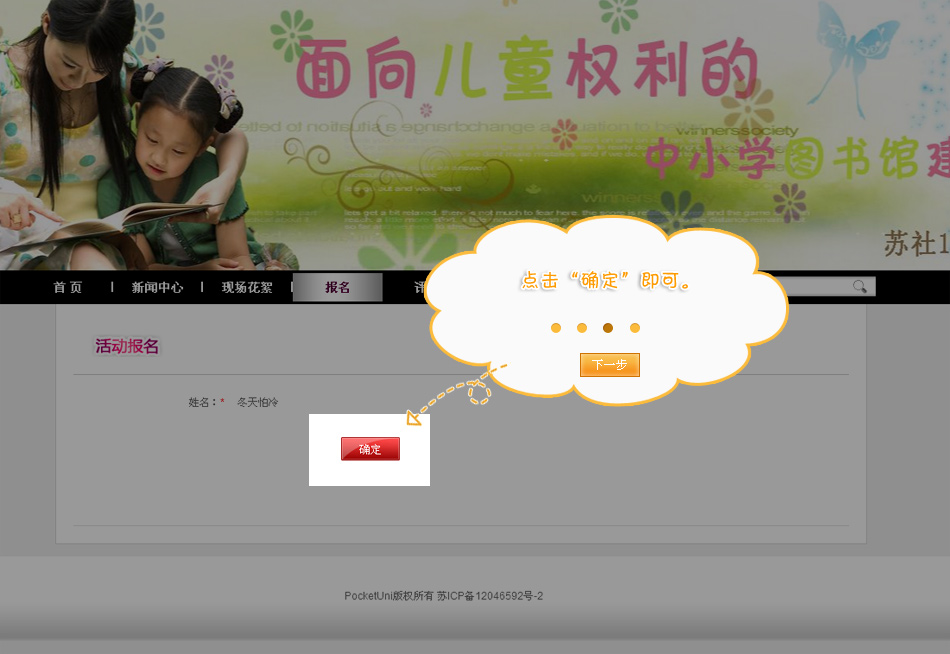 面向儿童权利的
winnerssociety
中小学图书馆建
winners
苏社1
首 页
新闻中心
现场花絮
报名
点击“确定”即可。
下一步
活动报名
姓名：* 冬天怕冷
确定
PocketUni版权所有 苏ICP备12046592号-2